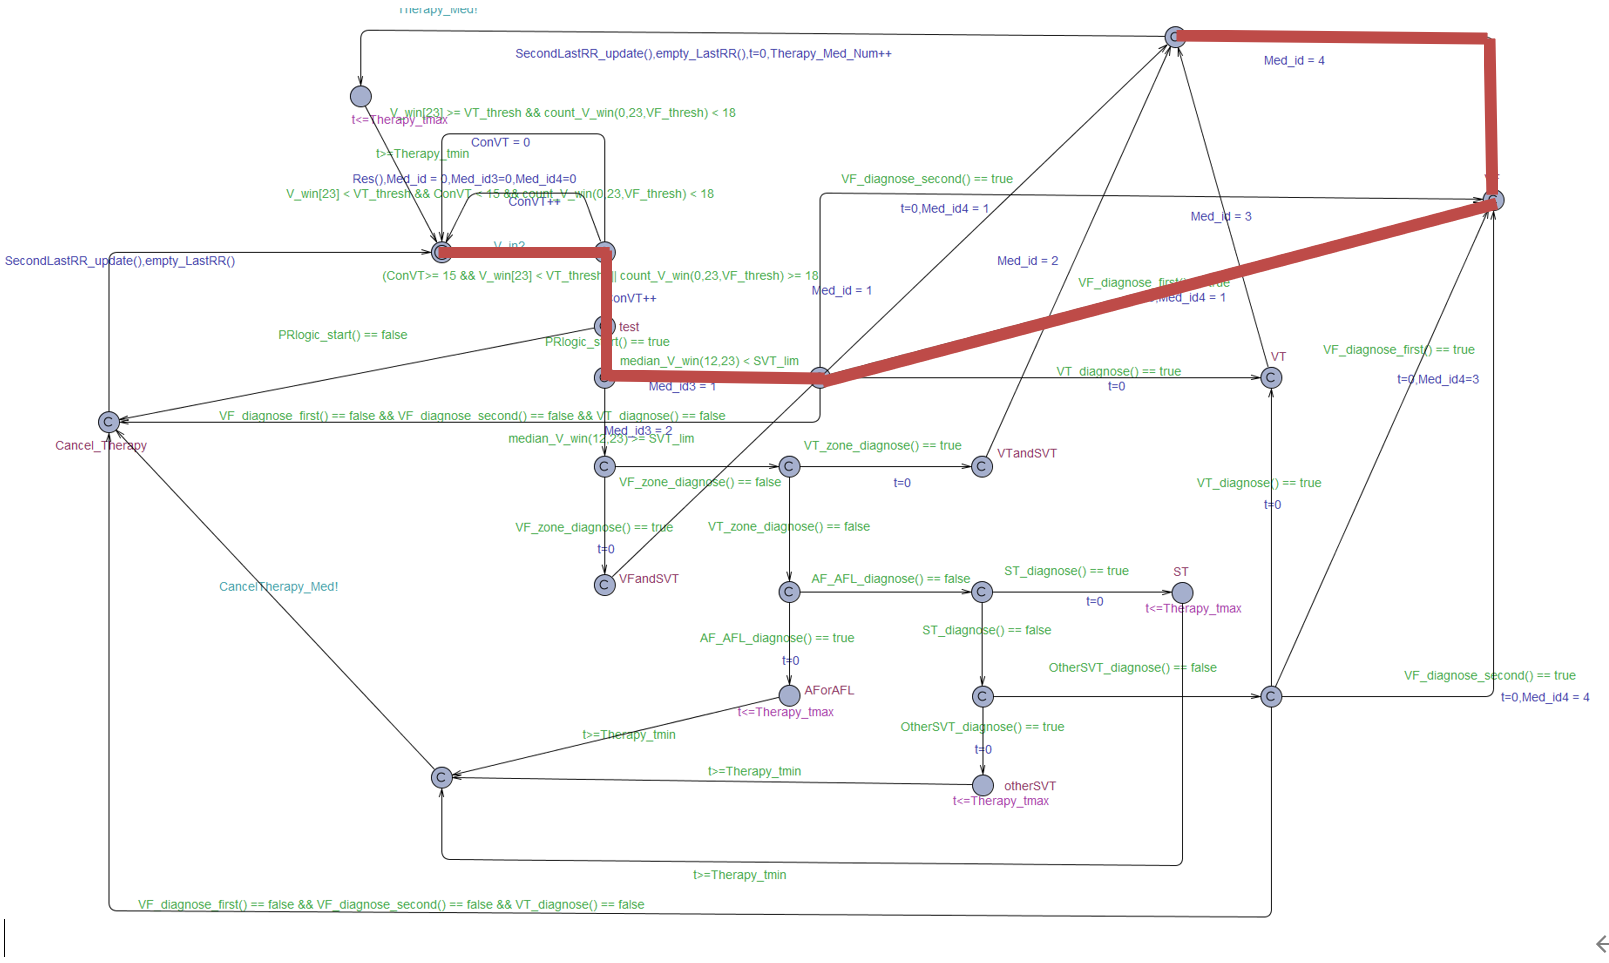 Therapy_Med!
SecondLastRR_update(),empty_LastRR(),t=0,Therapy_Med_Num++
Med_id = 4
V_win[23] >= VT_thresh && count_V_win(0,23,VF_thresh) < 18
t<=Therapy_tmax
ConVT = 0
t>=Therapy_tmin
Res(),Med_id = 0,Med_id3=0,Med_id4=0
VF_diagnose_second() == true
V_win[23] < VT_thresh && ConVT < 15 && count_V_win(0,23,VF_thresh) < 18
ConVT++
t=0,Med_id4 = 1
Med_id = 3
V_in?
SecondLastRR_update(),empty_LastRR()
Med_id = 2
(ConVT>= 15 && V_win[23] < VT_thresh) || count_V_win(0,23,VF_thresh) >= 18
Med_id = 1
ConVT++
Med_id4 = 1
test
PRlogic_start() == false
PRlogic_start() == true
VF_diagnose_first() == true
VT
median_V_win(12,23) < SVT_lim
VT_diagnose() == true
t=0
t=0,Med_id4=3
Med_id3 = 1
VF_diagnose_first() == false && VF_diagnose_second() == false && VT_diagnose() == false
Med_id3 = 2
median_V_win(12,23) >= SVT_lim
Cancel_Therapy
VT_zone_diagnose() == true
VTandSVT
VF_zone_diagnose() == false
t=0
VT_diagnose() == true
t=0
VF_zone_diagnose() == true
VT_zone_diagnose() == false
t=0
VFandSVT
AF_AFL_diagnose() == false
ST_diagnose() == true
ST
CancelTherapy_Med!
t=0
t<=Therapy_tmax
ST_diagnose() == false
AF_AFL_diagnose() == true
t=0
OtherSVT_diagnose() == false
VF_diagnose_second() == true
AForAFL
t=0,Med_id4 = 4
t<=Therapy_tmax
OtherSVT_diagnose() == true
t>=Therapy_tmin
t=0
t>=Therapy_tmin
otherSVT
t<=Therapy_tmax
t>=Therapy_tmin
VF_diagnose_first() == false && VF_diagnose_second() == false && VT_diagnose() == false